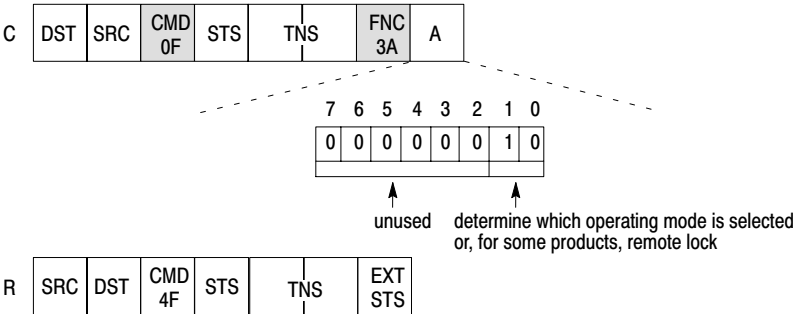 C DST SRC CMD 0F STS TNS FNC 3A A
7 6 5 4 3 2 1 0
0 0 0 0 0 0 1 0
unused determine which operating mode is selected
or, for some products, remote lock
R SRC DST CMD 4F STS TNS EXT STS